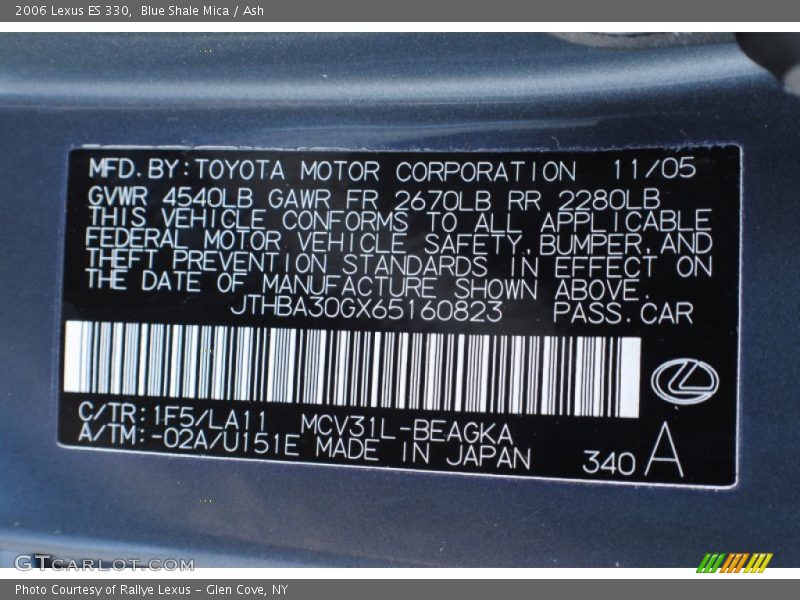 2006 Lexus ES 330, Blue Shale Mica / Ash
MFD. BY: TOYOTA MOTOR CORPORATION 11/05
GVWR 4540LB GAWR FR 2670LB RR 2280LB
THIS VEHICLE CONFORMS TO ALL APPLICABLE
FEDERAL MOTOR VEHICLE SAFETY, BUMPER, AND
THEFT PREVENTION STANDARDS IN EFFECT ON
THE DATE OF MANUFACTURE SHOWN ABOVE.
JTHBA30GX65160823 PASS. CAR
C/TR: 1F5/LA11 MCV31L-BEAGKA
A/TM: -02A/U151E MADE IN JAPAN 340 A
GTCarLot.com
Photo Courtesy of Rallye Lexus - Glen Cove, NY